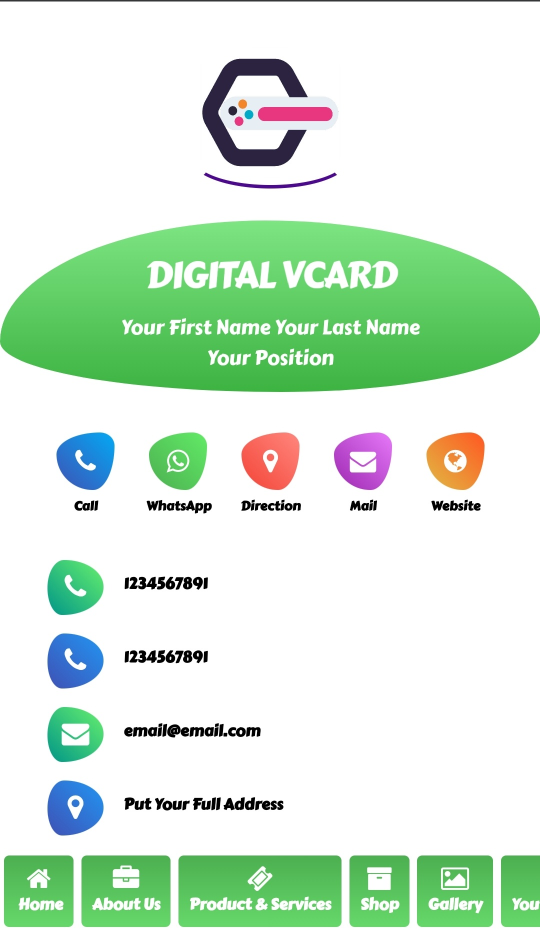 DIGITAL VCARD
Your First Name Your Last Name
Your Position
Call WhatsApp Direction Mail Website
1234567891
1234567891
email@email.com
Put Your Full Address
Home About Us Product & Services Shop Gallery